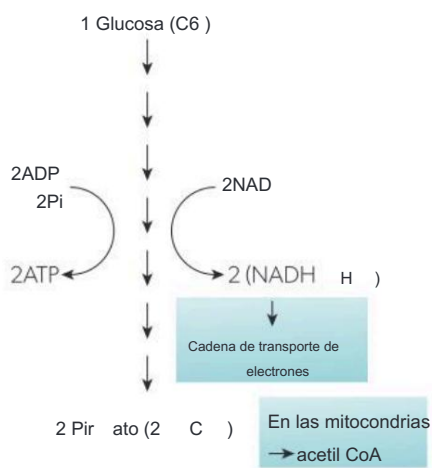 1 Glucosa (C6 )
2ADP
2Pi
2NAD
2ATP
2 (NADH H )
Cadena de transporte de
electrones
2 Pir ato (2 C )
En las mitocondrias
→ acetil CoA